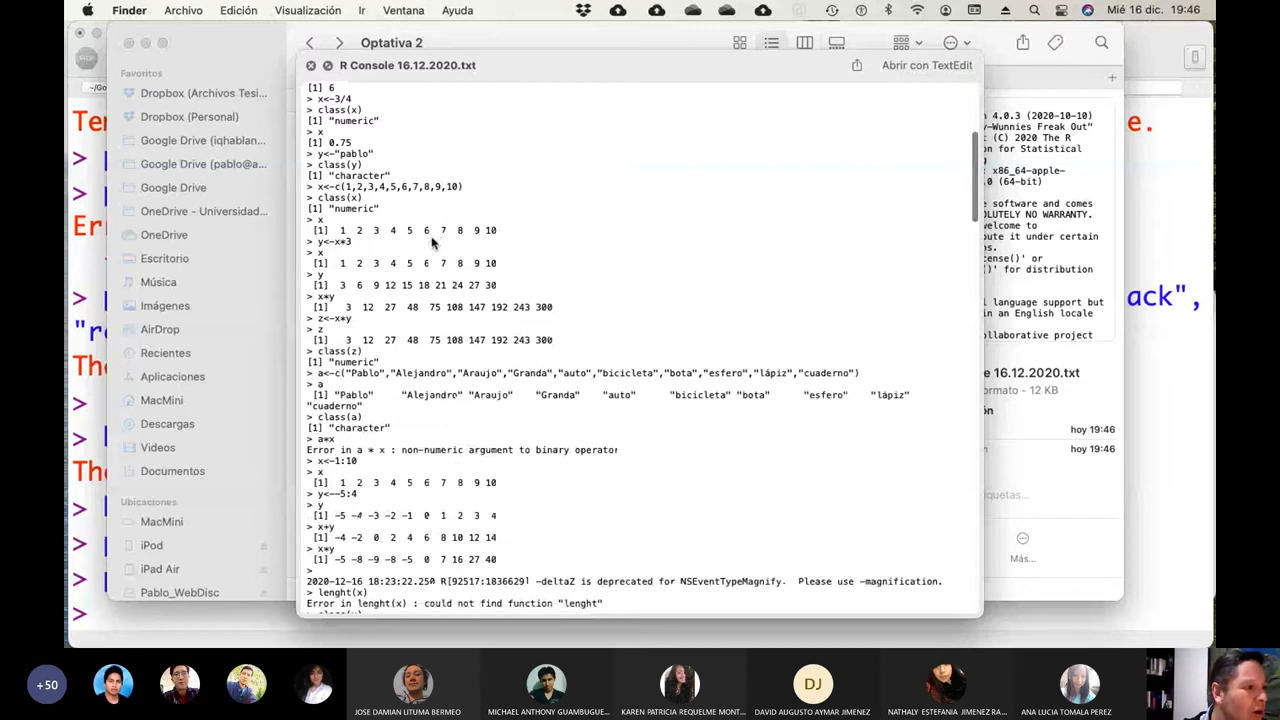 Finder Archivo Edición Visualización Ir Ventana Ayuda Mié 16 dic. 19:46
Optativa 2
R Console 16.12.2020.txt Abrir con TextEdit
Favoritos
Dropbox (Archivos Tesi...
Dropbox (Personal)
Google Drive (iqhablan...
Google Drive (pablo@a...
Google Drive
OneDrive - Universidad...
OneDrive
Escritorio
Música
Imágenes
AirDrop
Recientes
Aplicaciones
MacMini
Descargas
Videos
Documentos
Ubicaciones
MacMini
iPod
iPad Air
Pablo_WebDisc
[1] 6
> x<-3/4
> class(x)
[1] "numeric"
> x
[1] 0.75
> y<-"pablo"
> class(y)
[1] "character"
> x<-c(1,2,3,4,5,6,7,8,9,10)
> class(x)
[1] "numeric"
> x
[1] 1 2 3 4 5 6 7 8 9 10
> y<-x*3
> x
[1] 1 2 3 4 5 6 7 8 9 10
> y
[1] 3 6 9 12 15 18 21 24 27 30
> x*y
[1] 3 12 27 48 75 108 147 192 243 300
> z<-x*y
> z
[1] 3 12 27 48 75 108 147 192 243 300
> class(z)
[1] "numeric"
> a<-c("Pablo","Alejandro","Araujo","Granda","auto","bicicleta","bota","esfero","lápiz","cuaderno")
> a
[1] "Pablo" "Alejandro" "Araujo" "Granda" "auto" "bicicleta" "bota" "esfero" "lápiz"
"cuaderno"
> class(a)
[1] "character"
> a*x
Error in a * x : non-numeric argument to binary operator
> x<-1:10
> x
[1] 1 2 3 4 5 6 7 8 9 10
> y<--5:4
> y
[1] -5 -4 -3 -2 -1 0 1 2 3 4
> x+y
[1] -4 -2 0 2 4 6 8 10 12 14
> x*y
[1] -5 -8 -9 -8 -5 0 7 16 27 40
>
2020-12-16 18:23:22.250 R[92517:1836629] -deltaZ is deprecated for NSEventTypeMagnify. Please use -magnification.
> lenght(x)
Error in lenght(x) : could not find function "lenght"
n 4.0.3 (2020-10-10)
y-Wunnies Freak Out"
t (C) 2020 The R
on for Statistical
: x86_64-apple-
.0 (64-bit)
e software and comes
OLUTELY NO WARRANTY.
welcome to
bute it under certain
ns.
cense()' or
()' for distribution
l language support but
in an English locale
ollaborative project
e.
ack",
le 16.12.2020.txt
ormato - 12 KB
ón
hoy 19:46
hoy 19:46
etiquetas...
Más...
Te
>
>
Er
>
"r
Th
>
>
Th
>
>
>
>
+50
JOSE DAMIAN LITUMA BERMEO
MICHAEL ANTHONY GUAMBUGUE...
KAREN PATRICIA REQUELME MONT...
DJ
DAVID AUGUSTO AYMAR JIMENEZ
NATHALY ESTEFANIA JIMENEZ RA...
ANA LUCIA TOMALA PEREZ